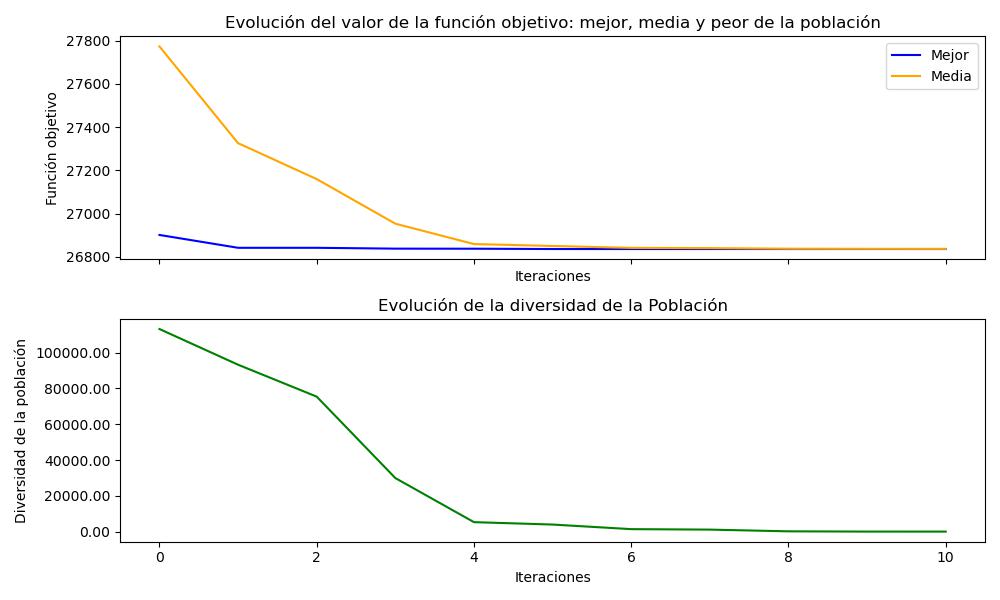 Evolución del valor de la función objetivo: mejor, media y peor de la población
27800
27600
27400
27200
27000
26800
Función objetivo
Mejor
Media
Iteraciones
Evolución de la diversidad de la Población
100000.00
80000.00
60000.00
40000.00
20000.00
0.00
Diversidad de la población
0 2 4 6 8 10
Iteraciones